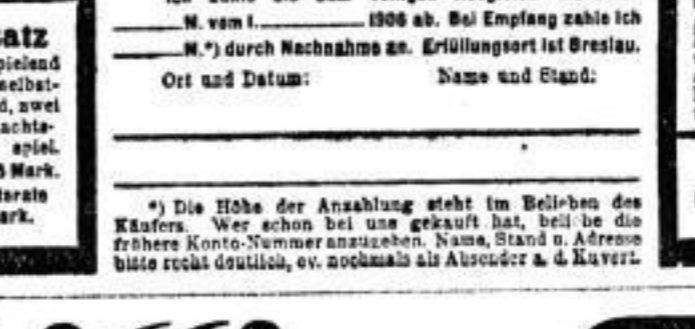 M. vom 1. 1906 ab. Bei Empfang zahle ich
M.*) durch Nachnahme an. Erfüllungsort ist Breslau.
Ort und Datum: Name und Stand:
*) Die Höhe der Anzahlung steht im Belieben des
Käufers. Wer schon bei uns gekauft hat, beliebe die
frühere Konto-Nummer anzugeben. Name, Stand u. Adresse
bitte recht deutlich, ev. nochmals als Absender a. d. Kuvert.
atz
pielend
selbst-
d, zwei
achts-
spiel.
Mark.
ark.